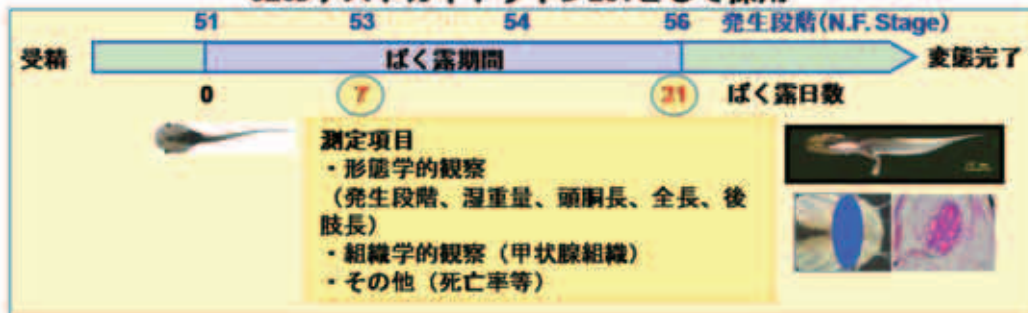 51 53 54 56 発生段階(N.F. Stage)
受精 ばく露期間 変態完了
0 7 21 ばく露日数
測定項目
・形態学的観察
（発生段階、湿重量、頭胴長、全長、後
肢長）
・組織学的観察（甲状腺組織）
・その他（死亡率等）